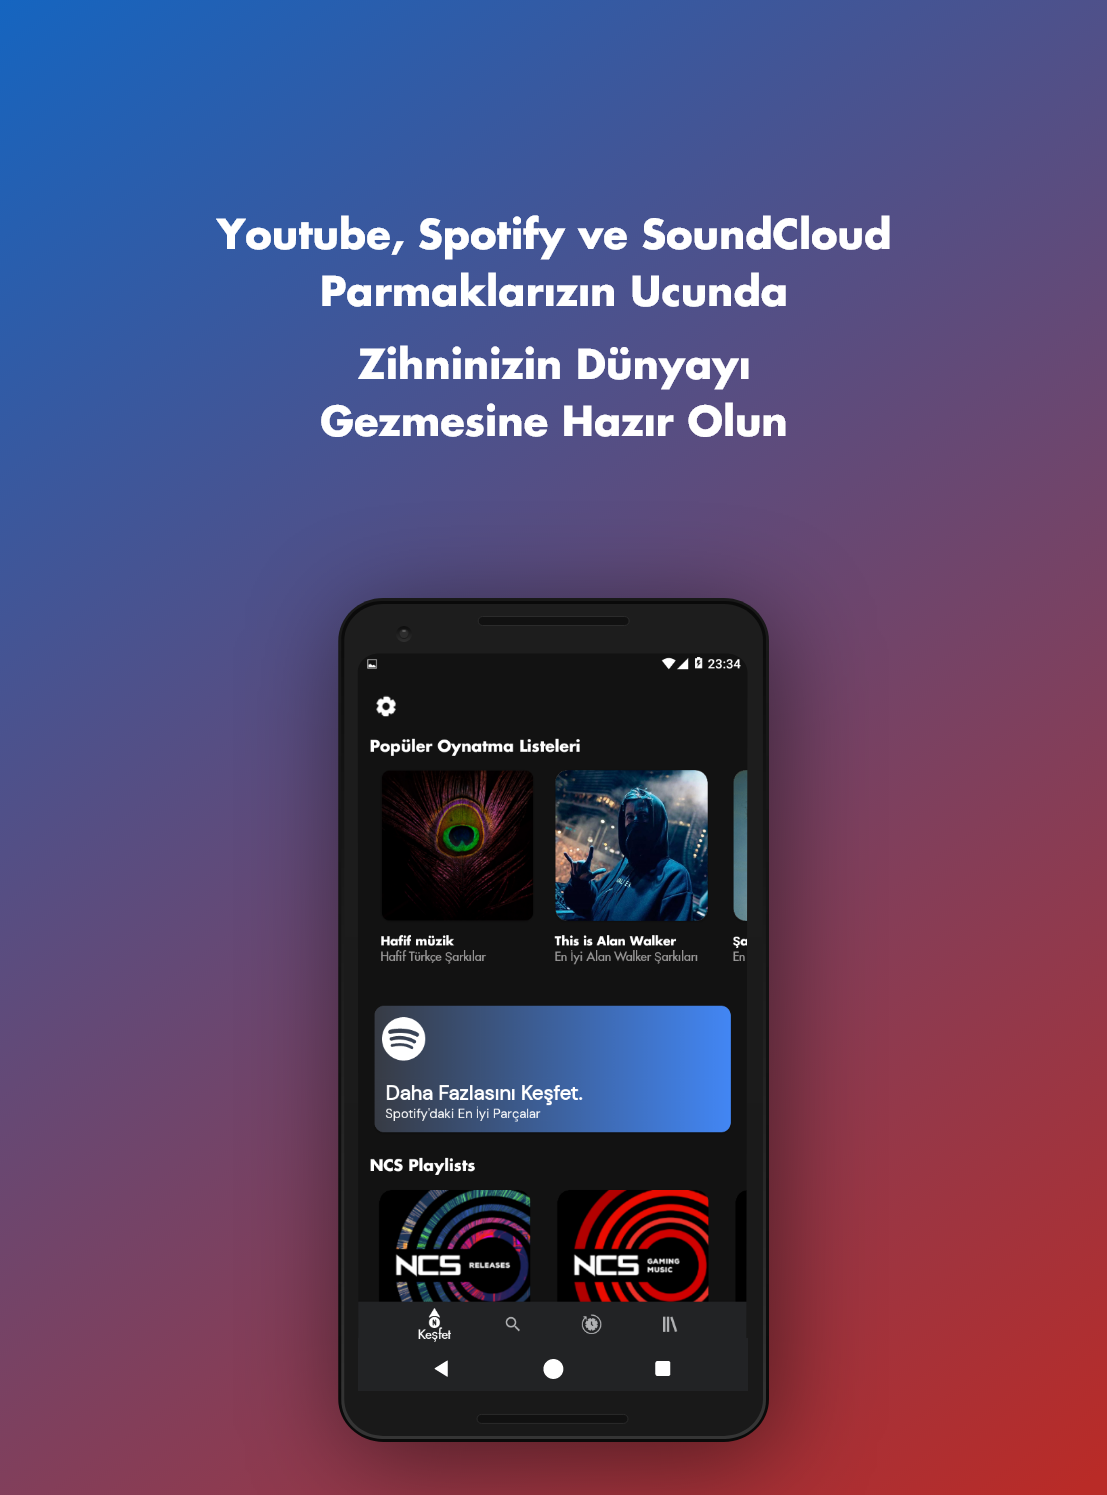 Youtube, Spotify ve SoundCloud
Parmaklarızın Ucunda
Zihninizin Dünyayı
Gezmesine Hazır Olun
23:34
Popüler Oynatma Listeleri
Hafif müzik
Hafif Türkçe Şarkılar
This is Alan Walker
En İyi Alan Walker Şarkıları
Şa
En
Daha Fazlasını Keşfet.
Spotify'daki En İyi Parçalar
NCS Playlists
NCS RELEASES
NCS GAMING
MUSIC
N
Keşfet